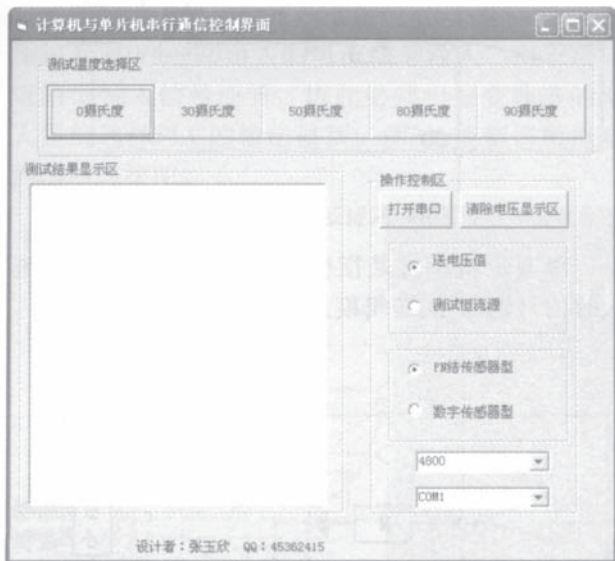 计算机与单片机串行通信控制界面
测试温度选择区
0摄氏度 30摄氏度 50摄氏度 80摄氏度 90摄氏度
测试结果显示区
操作控制区
打开串口 清除电压显示区
送电压值
测试恒流源
PN结传感器型
数字传感器型
4800
COM1
设计者：张玉欣 QQ：45362415